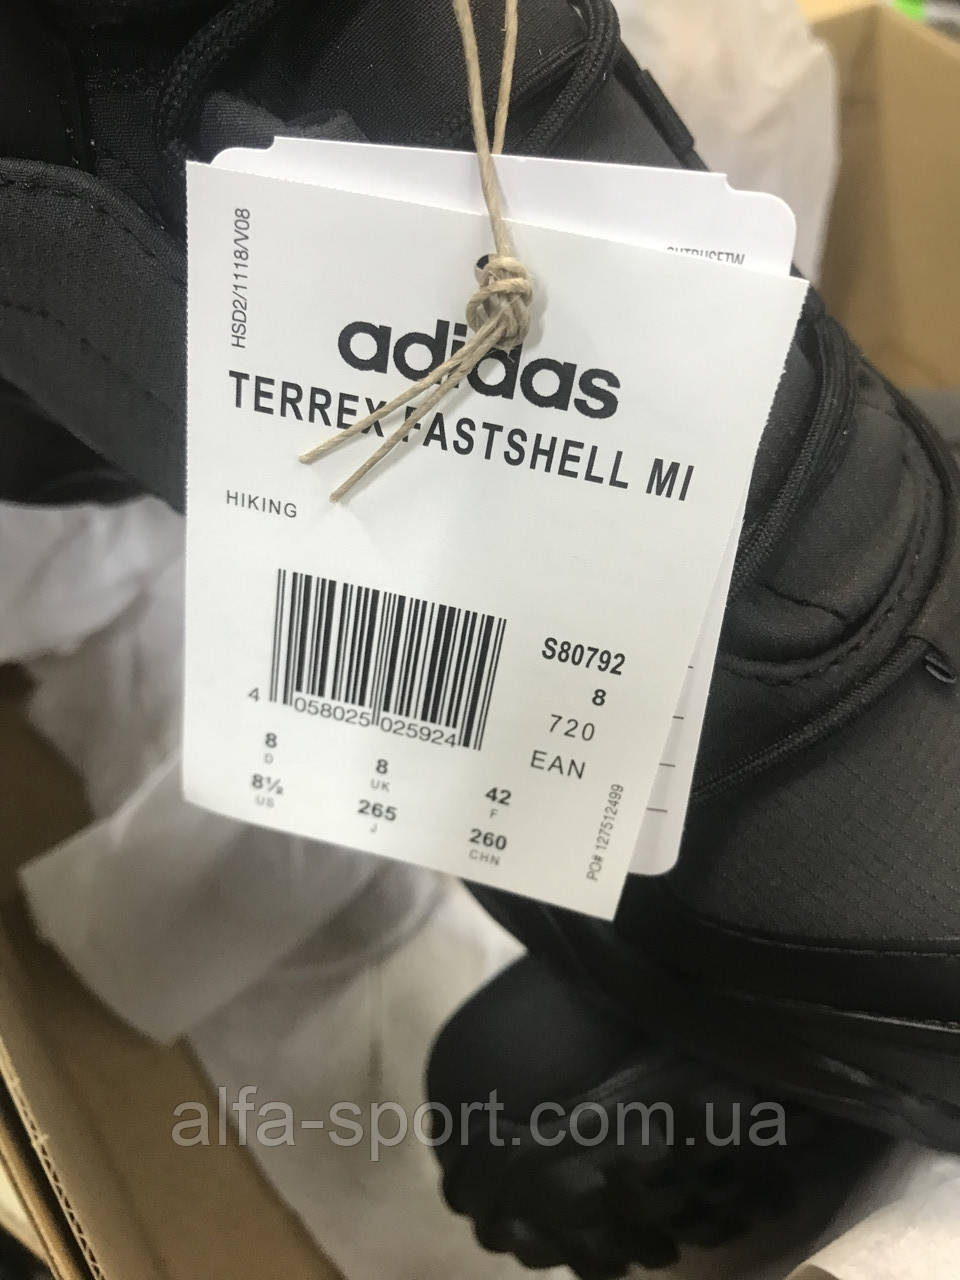 HSD2/1118/V08
adidas
TERREX FASTSHELL MI
HIKING
S80792
8
720
EAN
4 058025 025924
8 D
8 UK
42 F
8½ US
265 J
260 CHN
PO# 127512499
alfa-sport.com.ua